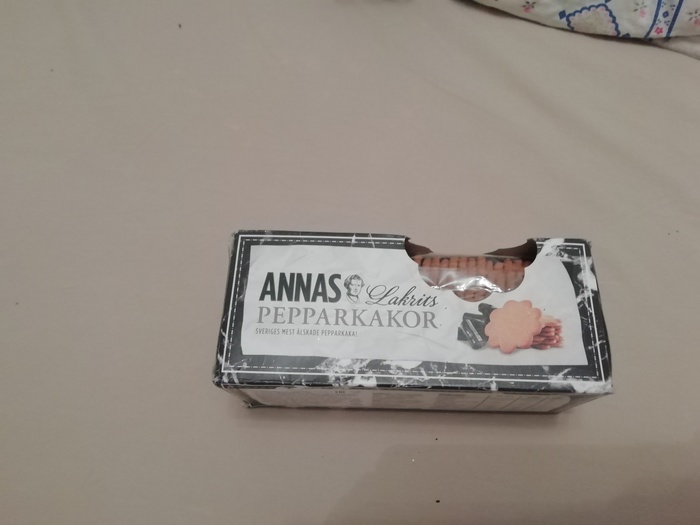 ANNAS Lakrits
PEPPARKAKOR
SVERIGES MEST ÄLSKADE PEPPARKAKA!